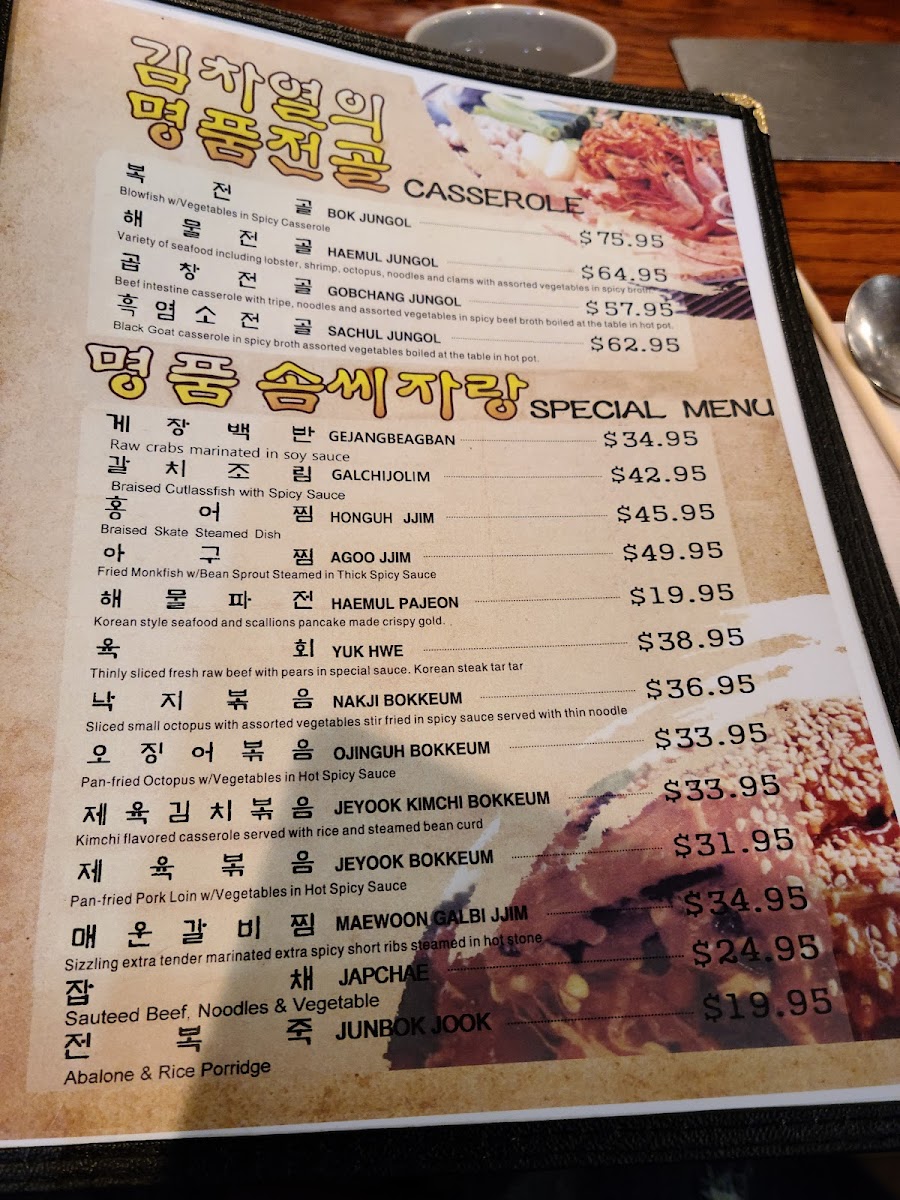 김차열의
명품전골 CASSEROLE
복전골 BOK JUNGOL $75.95
Blowfish w/Vegetables in Spicy Casserole
해물전골 HAEMUL JUNGOL $64.95
Variety of seafood including lobster, shrimp, octopus, noodles and clams with assorted vegetables in spicy broth.
곱창전골 GOBCHANG JUNGOL $57.95
Beef intestine casserole with tripe, noodles and assorted vegetables in spicy beef broth boiled at the table in hot pot.
흑염소전골 SACHUL JUNGOL $62.95
Black Goat casserole in spicy broth assorted vegetables boiled at the table in hot pot.
명품 솜씨자랑 SPECIAL MENU
게장백반 GEJANGBEAGBAN $34.95
Raw crabs marinated in soy sauce
갈치조림 GALCHIJOLIM $42.95
Braised Cutlassfish with Spicy Sauce
홍어찜 HONGUH JJIM $45.95
Braised Skate Steamed Dish
아구찜 AGOO JJIM $49.95
Fried Monkfish w/Bean Sprout Steamed in Thick Spicy Sauce
해물파전 HAEMUL PAJEON $19.95
Korean style seafood and scallions pancake made crispy gold.
육회 YUK HWE $38.95
Thinly sliced fresh raw beef with pears in special sauce. Korean steak tar tar
낙지볶음 NAKJI BOKKEUM $36.95
Sliced small octopus with assorted vegetables stir fried in spicy sauce served with thin noodle
오징어볶음 OJINGUH BOKKEUM $33.95
Pan-fried Octopus w/Vegetables in Hot Spicy Sauce
제육김치볶음 JEYOOK KIMCHI BOKKEUM $33.95
Kimchi flavored casserole served with rice and steamed bean curd
제육볶음 JEYOOK BOKKEUM $31.95
Pan-fried Pork Loin w/Vegetables in Hot Spicy Sauce
매운갈비찜 MAEWOON GALBI JJIM $34.95
Sizzling extra tender marinated extra spicy short ribs steamed in hot stone
잡채 JAPCHAE $24.95
Sauteed Beef, Noodles & Vegetable
전복죽 JUNBOK JOOK $19.95
Abalone & Rice Porridge